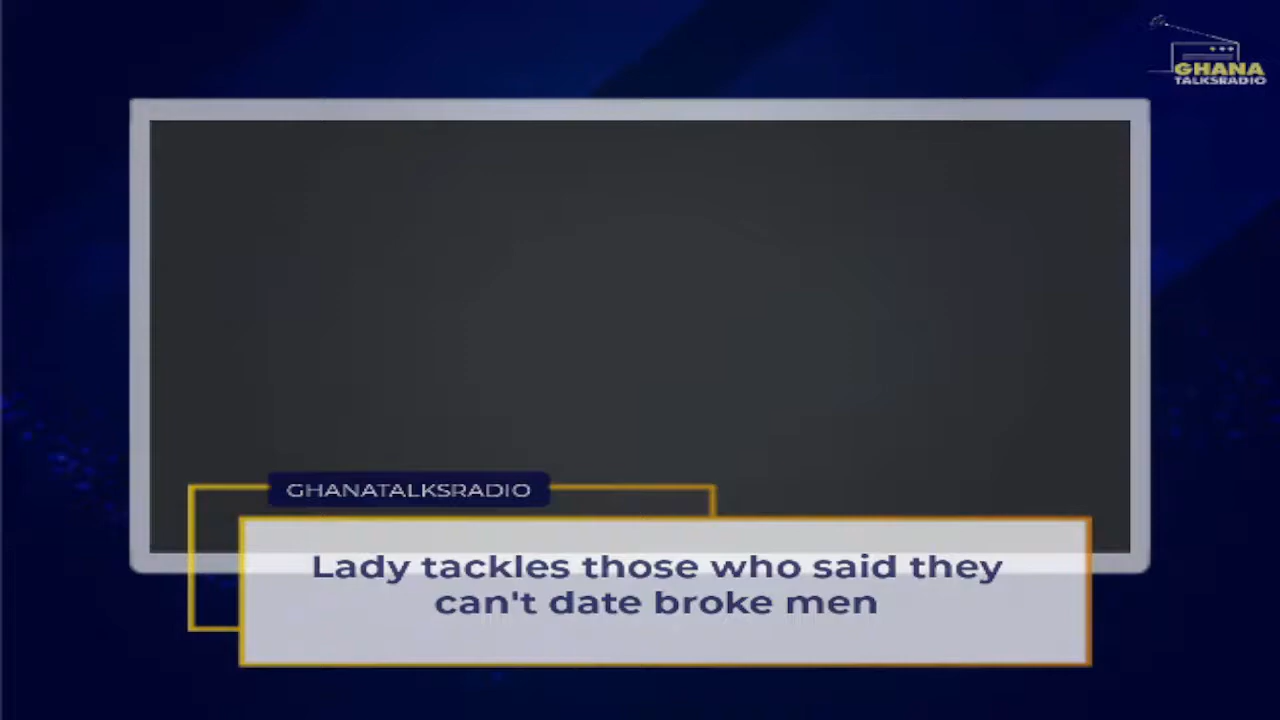 GHANA
TALKSRADIO
GHANATALKSRADIO
Lady tackles those who said they
can't date broke men